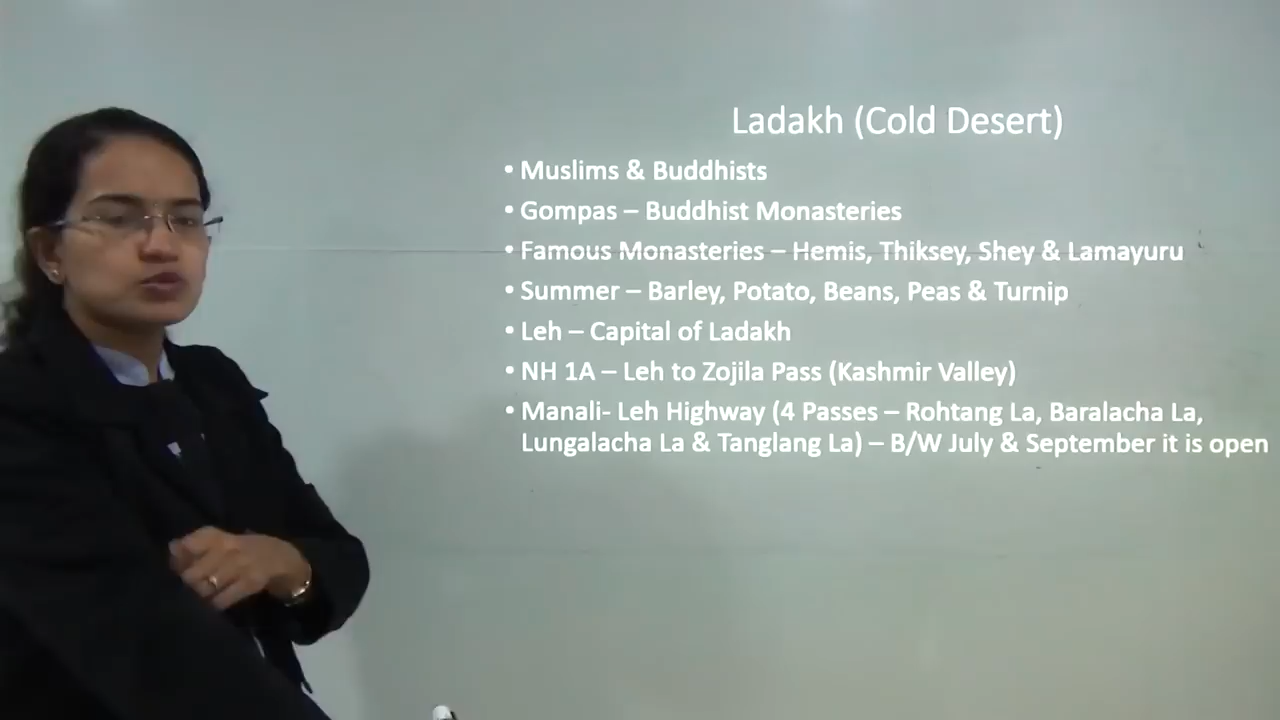 Ladakh (Cold Desert)
• Muslims & Buddhists
• Gompas – Buddhist Monasteries
• Famous Monasteries – Hemis, Thiksey, Shey & Lamayuru
• Summer – Barley, Potato, Beans, Peas & Turnip
• Leh – Capital of Ladakh
• NH 1A – Leh to Zojila Pass (Kashmir Valley)
• Manali- Leh Highway (4 Passes – Rohtang La, Baralacha La,
Lungalacha La & Tanglang La) – B/W July & September it is open